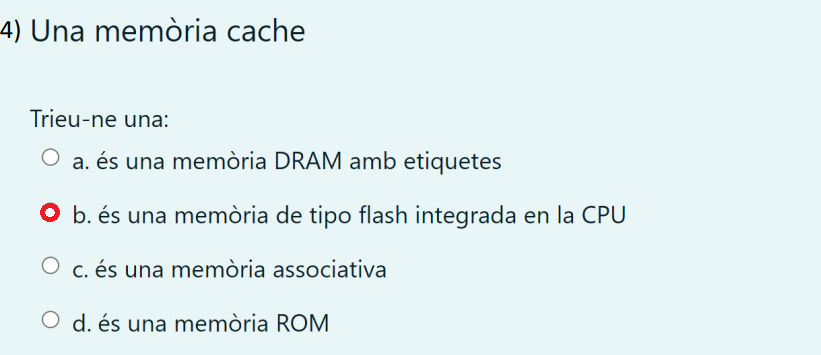 4) Una memòria cache
Trieu-ne una:
a. és una memòria DRAM amb etiquetes
b. és una memòria de tipo flash integrada en la CPU
c. és una memòria associativa
d. és una memòria ROM